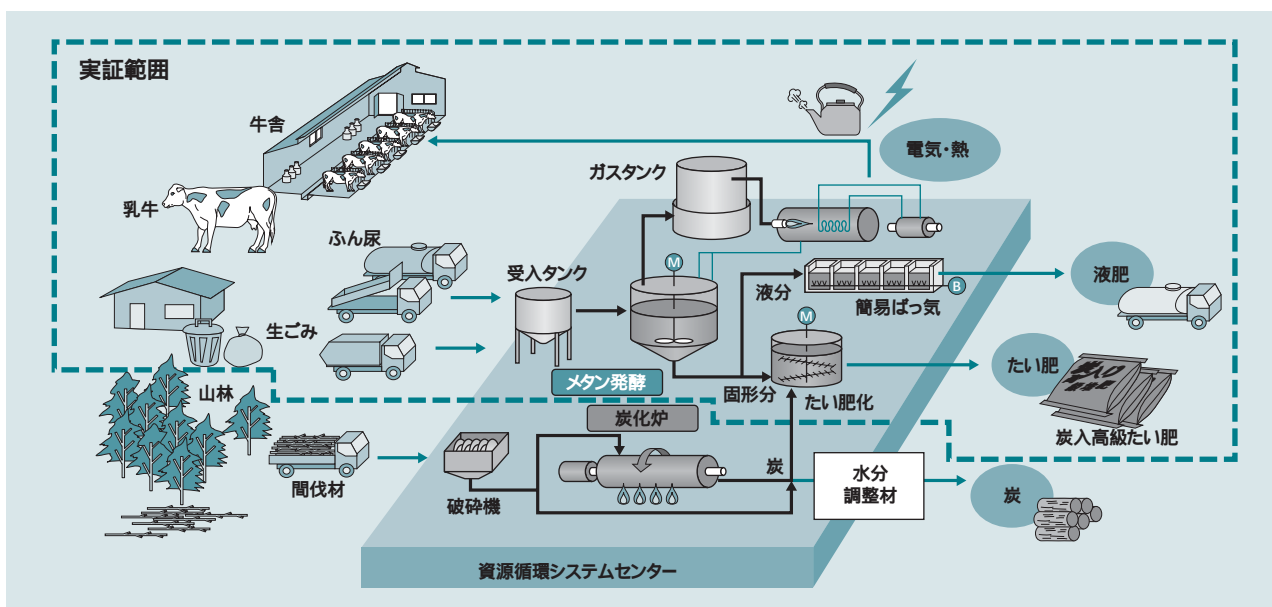 実証範囲
牛舎
乳牛
ふん尿
生ごみ
山林
間伐材
受入タンク
ガスタンク
電気・熱
M
液分
簡易ばっ気
B
液肥
M
メタン発酵
固形分
たい肥化
たい肥
炭入高級たい肥
炭化炉
破砕機
炭
水分
調整材
炭
資源循環システムセンター